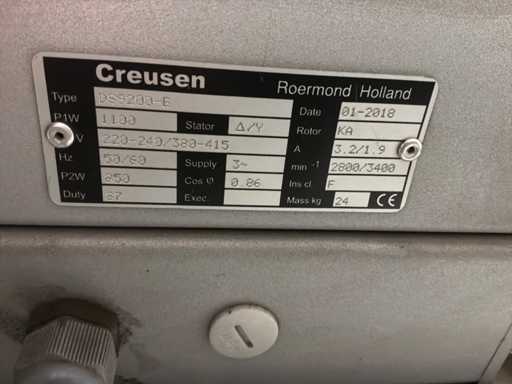 Creusen
Roermond Holland
Type DS9200-E Date 01-2018
P1W 1100 Stator Δ/Y Rotor KA
V 220-240/380-415 A 3.2/1.9
Hz 50/60 Supply 3~ min -1 2800/3400
P2W 850 Cos φ 0.86 Ins cl F
Duty Exec. Mass kg 24 CE